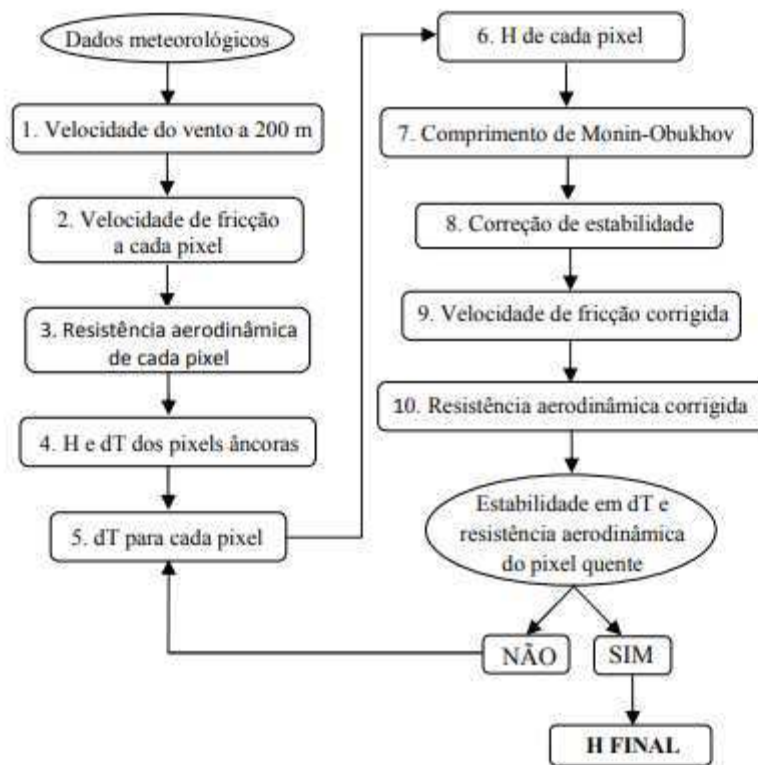 Dados meteorológicos
1. Velocidade do vento a 200 m
2. Velocidade de fricção
a cada pixel
3. Resistência aerodinâmica
de cada pixel
4. H e dT dos pixels âncoras
5. dT para cada pixel
6. H de cada pixel
7. Comprimento de Monin-Obukhov
8. Correção de estabilidade
9. Velocidade de fricção corrigida
10. Resistência aerodinâmica corrigida
Estabilidade em dT e
resistência aerodinâmica
do pixel quente
NÃO
SIM
H FINAL